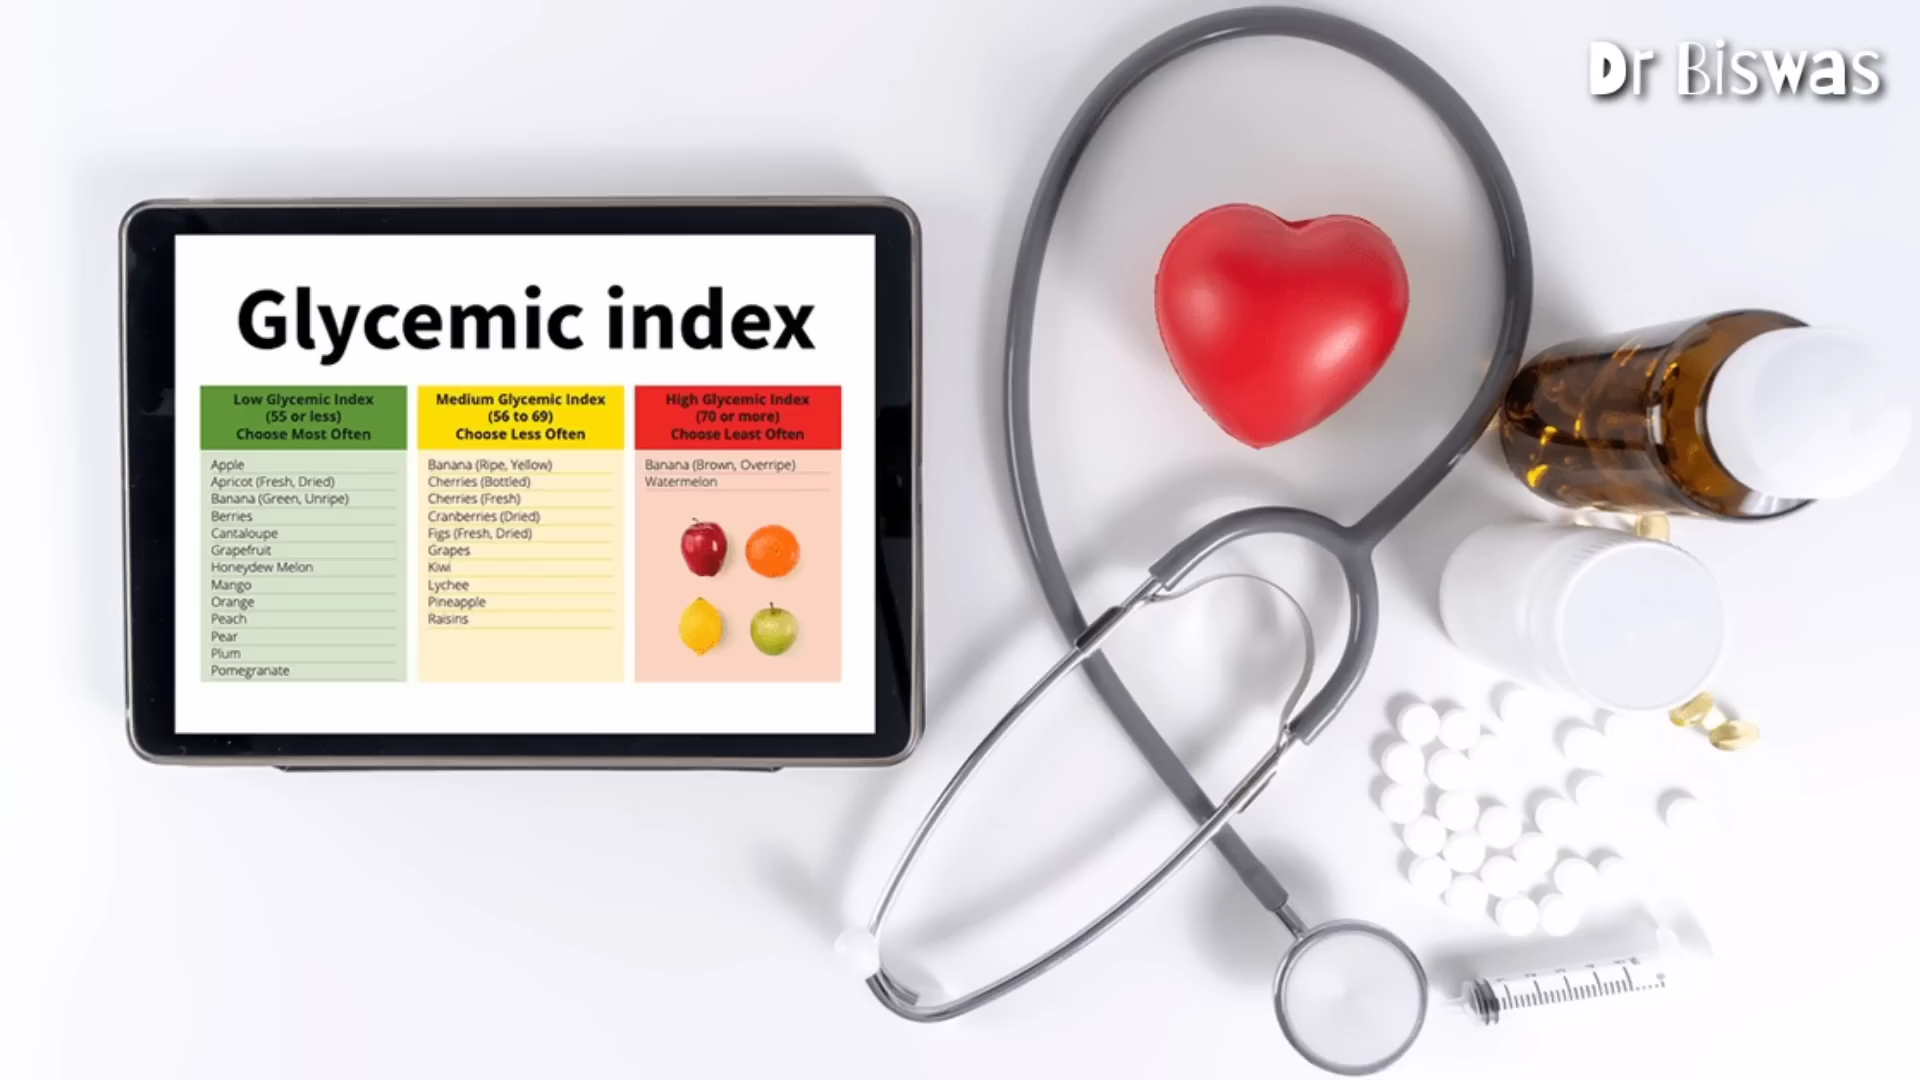 Dr Biswas
Glycemic index
Low Glycemic Index
(55 or less)
Choose Most Often
Apple
Apricot (Fresh, Dried)
Banana (Green, Unripe)
Berries
Cantaloupe
Grapefruit
Honeydew Melon
Mango
Orange
Peach
Pear
Plum
Pomegranate
Medium Glycemic Index
(56 to 69)
Choose Less Often
Banana (Ripe, Yellow)
Cherries (Bottled)
Cherries (Fresh)
Cranberries (Dried)
Figs (Fresh, Dried)
Grapes
Kiwi
Lychee
Pineapple
Raisins
High Glycemic Index
(70 or more)
Choose Least Often
Banana (Brown, Overripe)
Watermelon